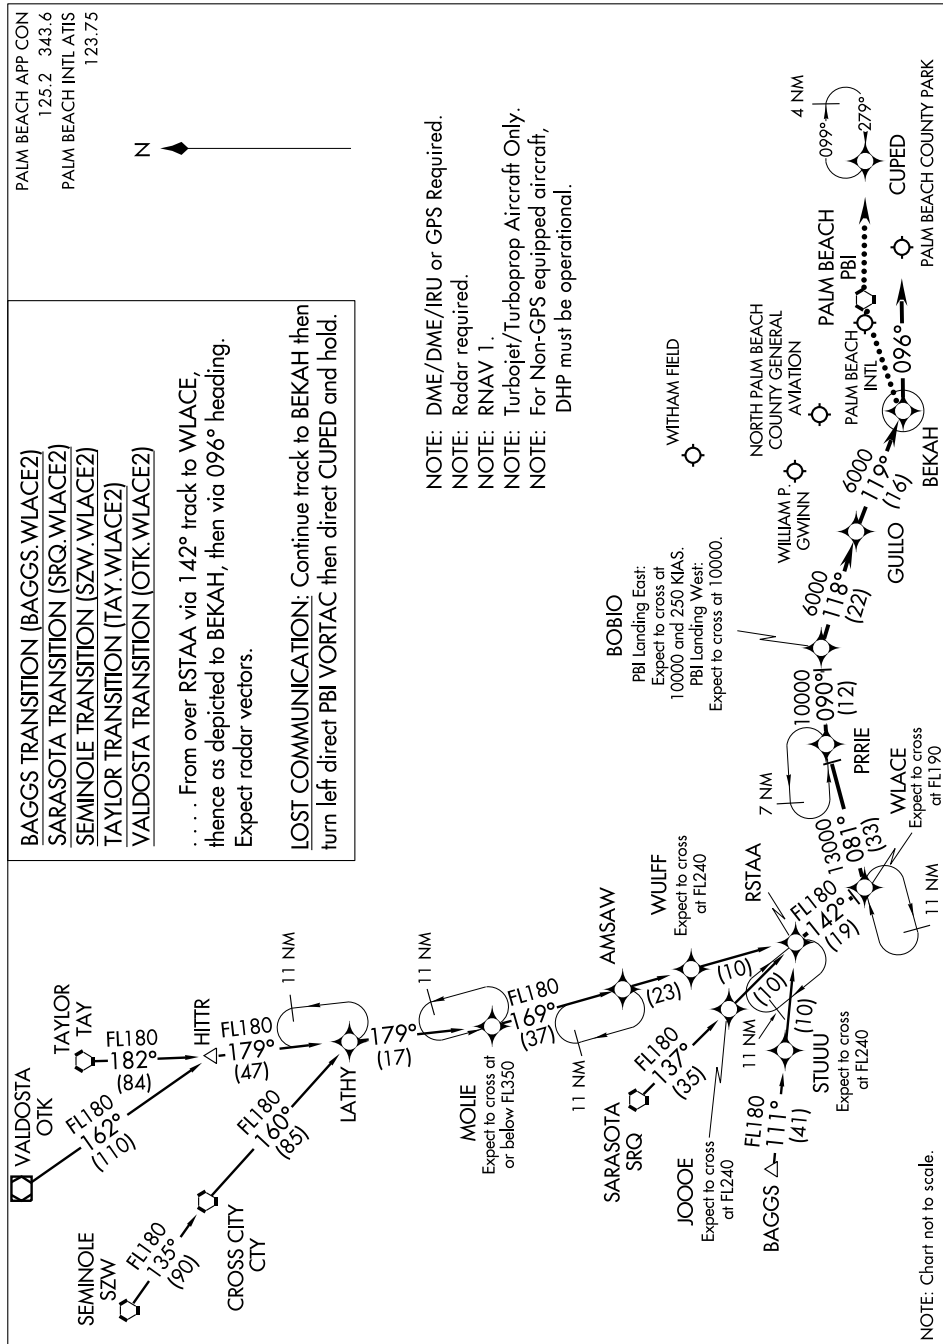 PALM BEACH APP CON
125.2 343.6
PALM BEACH INTL ATIS
123.75
N
BAGGS TRANSITION (BAGGS.WLACE2)
SARASOTA TRANSITION (SRQ.WLACE2)
SEMINOLE TRANSITION (SZW.WLACE2)
TAYLOR TRANSITION (TAY.WLACE2)
VALDOSTA TRANSITION (OTK.WLACE2)
. . . . From over RSTAA via 142° track to WLACE,
thence as depicted to BEKAH, then via 096° heading.
Expect radar vectors.
LOST COMMUNICATION: Continue track to BEKAH then
turn left direct PBI VORTAC then direct CUPED and hold.
NOTE: DME/DME/IRU or GPS Required.
NOTE: Radar required.
NOTE: RNAV 1.
NOTE: Turbojet/Turboprop Aircraft Only.
NOTE: For Non-GPS equipped aircraft,
DHP must be operational.
VALDOSTA
OTK
FL180
162°
(110)
TAYLOR
TAY
FL180
182°
(84)
HITTR
FL180
179°
(47)
11 NM
SEMINOLE
SZW
FL180
135°
(90)
CROSS CITY
CTY
FL180
160°
(85)
LATHY
179°
(17)
11 NM
MOLIE
Expect to cross at
or below FL350
FL180
169°
(37)
AMSAW
11 NM
(23)
WULFF
Expect to cross
at FL240
(10)
SARASOTA
SRQ
FL180
137°
(35)
JOOOE
Expect to cross
at FL240
(10)
11 NM
BAGGS
FL180
111°
(41)
STUUU
Expect to cross
at FL240
(10)
RSTAA
FL180
142°
(19)
WLACE
Expect to cross
at FL190
11 NM
13000
081°
(33)
7 NM
PRRIE
10000
090°
(12)
BOBIO
PBI Landing East:
Expect to cross at
10000 and 250 KIAS.
PBI Landing West:
Expect to cross at 10000.
6000
118°
(22)
GULLO
6000
119°
(16)
BEKAH
096°
WITHAM FIELD
WILLIAM P.
GWINN
NORTH PALM BEACH
COUNTY GENERAL
AVIATION
PALM BEACH
INTL
PALM BEACH
PBI
PALM BEACH COUNTY PARK
CUPED
4 NM
099°
279°
NOTE: Chart not to scale.